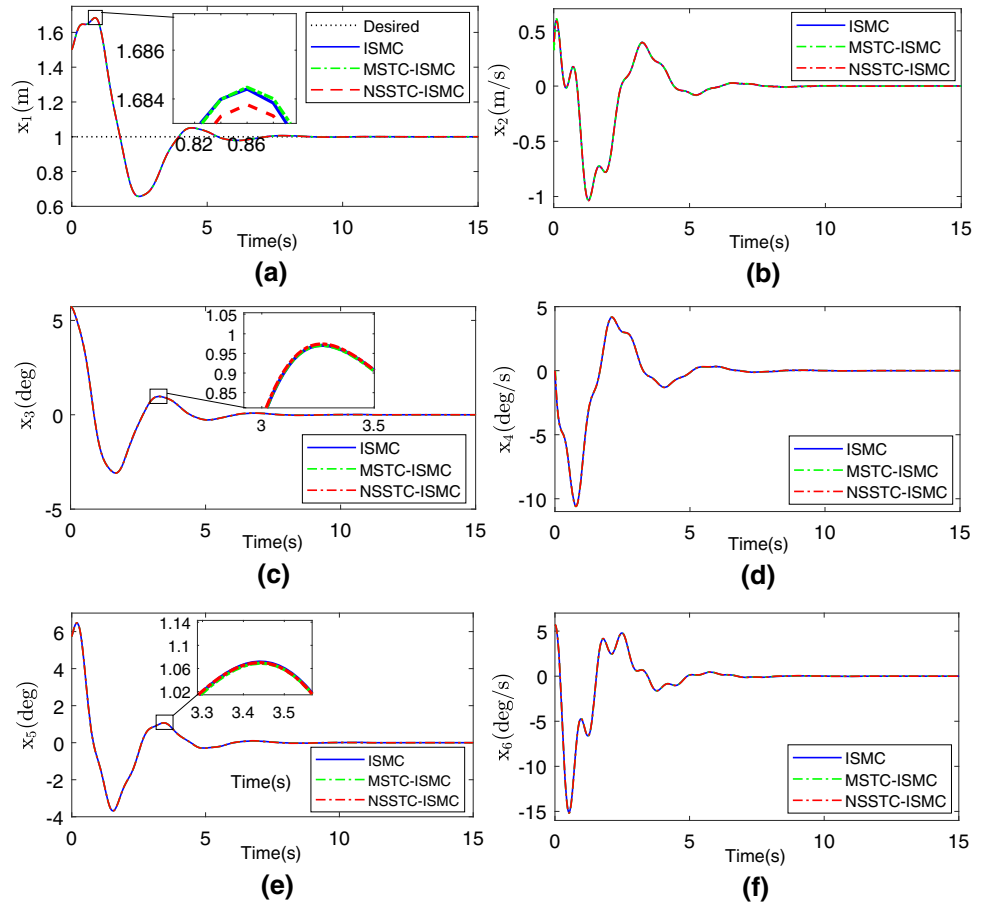 1.6
1.4
1.2
1
0.8
0.6
x₁(m)
1.686
1.684
0.82 0.86
Desired
ISMC
MSTC-ISMC
NSSTC-ISMC
0 5 10 15
Time(s)
(a)
0.5
0
-0.5
-1
x₂(m/s)
ISMC
MSTC-ISMC
NSSTC-ISMC
0 5 10 15
Time(s)
(b)
5
0
-5
x₃(deg)
1.05
1
0.95
0.9
0.85
3 3.5
ISMC
MSTC-ISMC
NSSTC-ISMC
0 5 10 15
Time(s)
(c)
5
0
-5
-10
x₄(deg/s)
ISMC
MSTC-ISMC
NSSTC-ISMC
0 5 10 15
Time(s)
(d)
6
4
2
0
-2
-4
x₅(deg)
1.14
1.1
1.06
1.02
3.3 3.4 3.5
Time(s)
ISMC
MSTC-ISMC
NSSTC-ISMC
0 5 10 15
(e)
5
0
-5
-10
-15
x₆(deg/s)
ISMC
MSTC-ISMC
NSSTC-ISMC
0 5 10 15
Time(s)
(f)